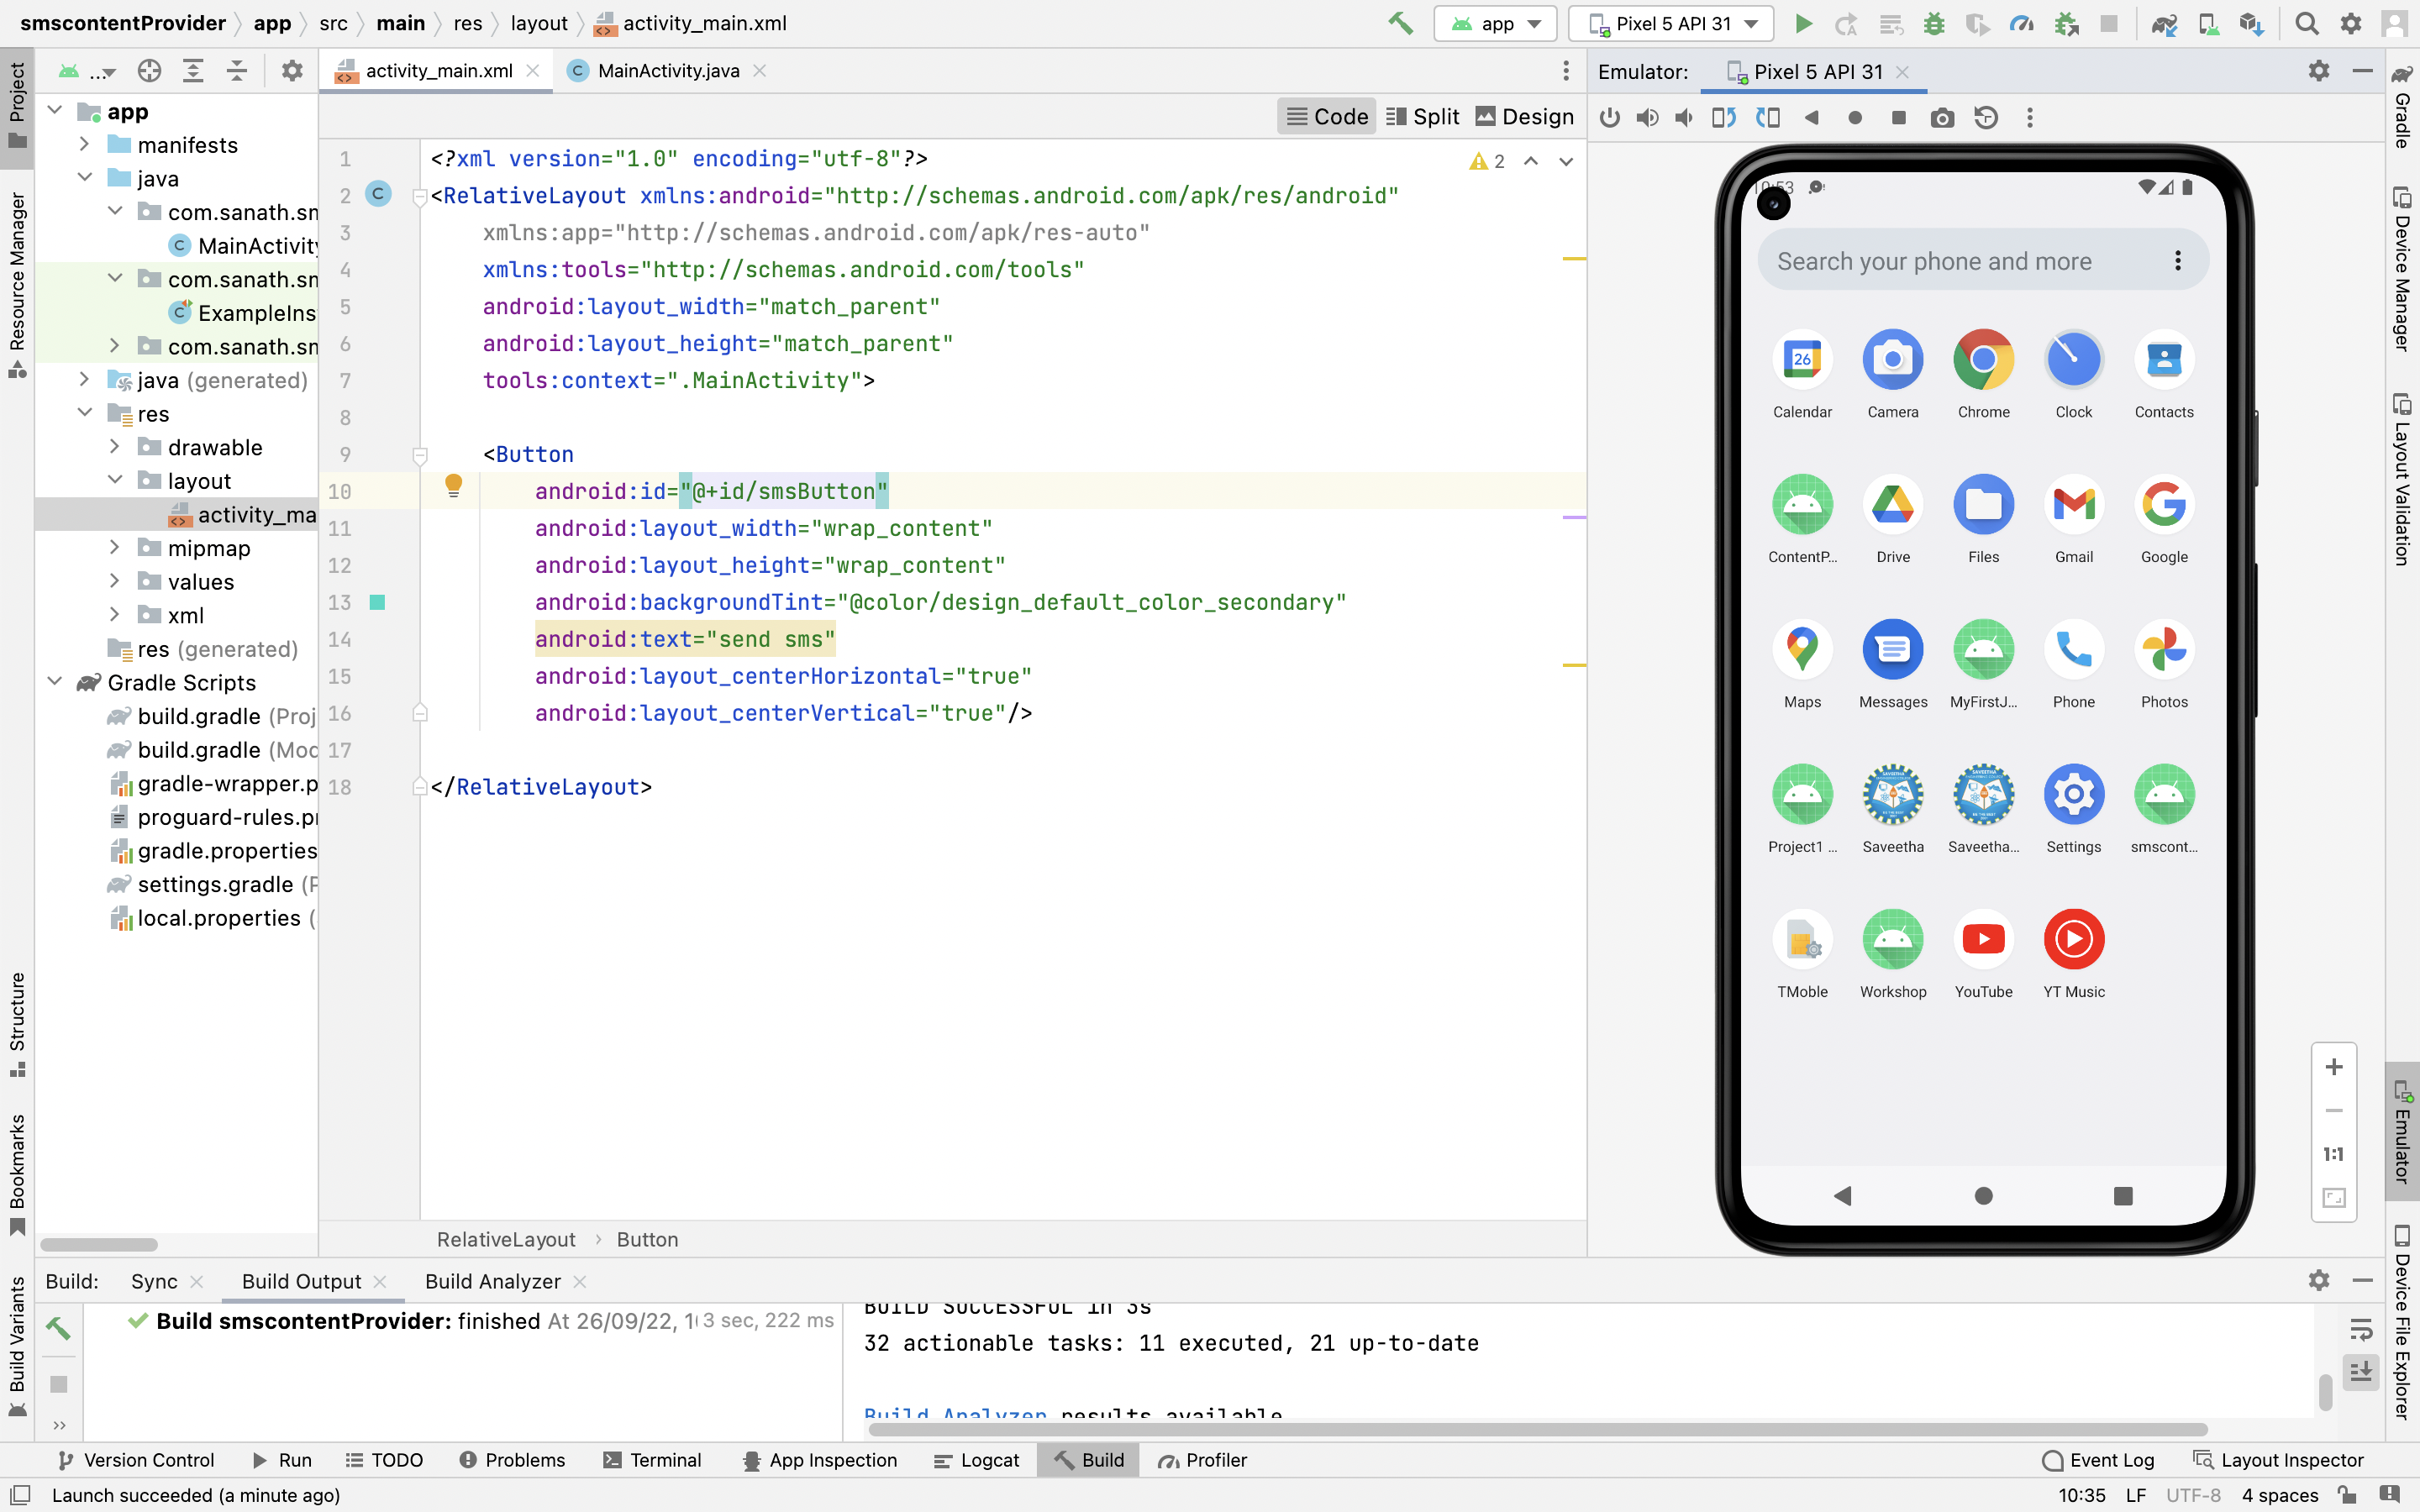 smscontentProvider app src main res layout activity_main.xml app Pixel 5 API 31
activity_main.xml MainActivity.java
Emulator: Pixel 5 API 31
Code Split Design
Project
Resource Manager
Structure
Bookmarks
Build Variants
app
manifests
java
com.sanath.sn
MainActivity
com.sanath.sn
ExampleIns
com.sanath.sn
java (generated)
res
drawable
layout
activity_ma
mipmap
values
xml
res (generated)
Gradle Scripts
build.gradle (Proj
build.gradle (Mod
gradle-wrapper.p
proguard-rules.pr
gradle.properties
settings.gradle (P
local.properties (
2
1 <?xml version="1.0" encoding="utf-8"?>
2 <RelativeLayout xmlns:android="http://schemas.android.com/apk/res/android"
3 xmlns:app="http://schemas.android.com/apk/res-auto"
4 xmlns:tools="http://schemas.android.com/tools"
5 android:layout_width="match_parent"
6 android:layout_height="match_parent"
7 tools:context=".MainActivity">
8
9 <Button
10 android:id="@+id/smsButton"
11 android:layout_width="wrap_content"
12 android:layout_height="wrap_content"
13 android:backgroundTint="@color/design_default_color_secondary"
14 android:text="send sms"
15 android:layout_centerHorizontal="true"
16 android:layout_centerVertical="true"/>
17
18 </RelativeLayout>
RelativeLayout Button
Search your phone and more
26
Calendar Camera Chrome Clock Contacts
ContentP... Drive Files Gmail Google
Maps Messages MyFirstJ... Phone Photos
Project1 ... Saveetha Saveetha... Settings smscont...
TMoble Workshop YouTube YT Music
1:1
Gradle
Device Manager
Layout Validation
Emulator
Device File Explorer
Build: Sync Build Output Build Analyzer
Build smscontentProvider: finished At 26/09/22, 3 sec, 222 ms
BUILD SUCCESSFUL in 3s
32 actionable tasks: 11 executed, 21 up-to-date
Build Analyzer results available
Version Control Run TODO Problems Terminal App Inspection Logcat Build Profiler Event Log Layout Inspector
Launch succeeded (a minute ago) 10:35 LF UTF-8 4 spaces